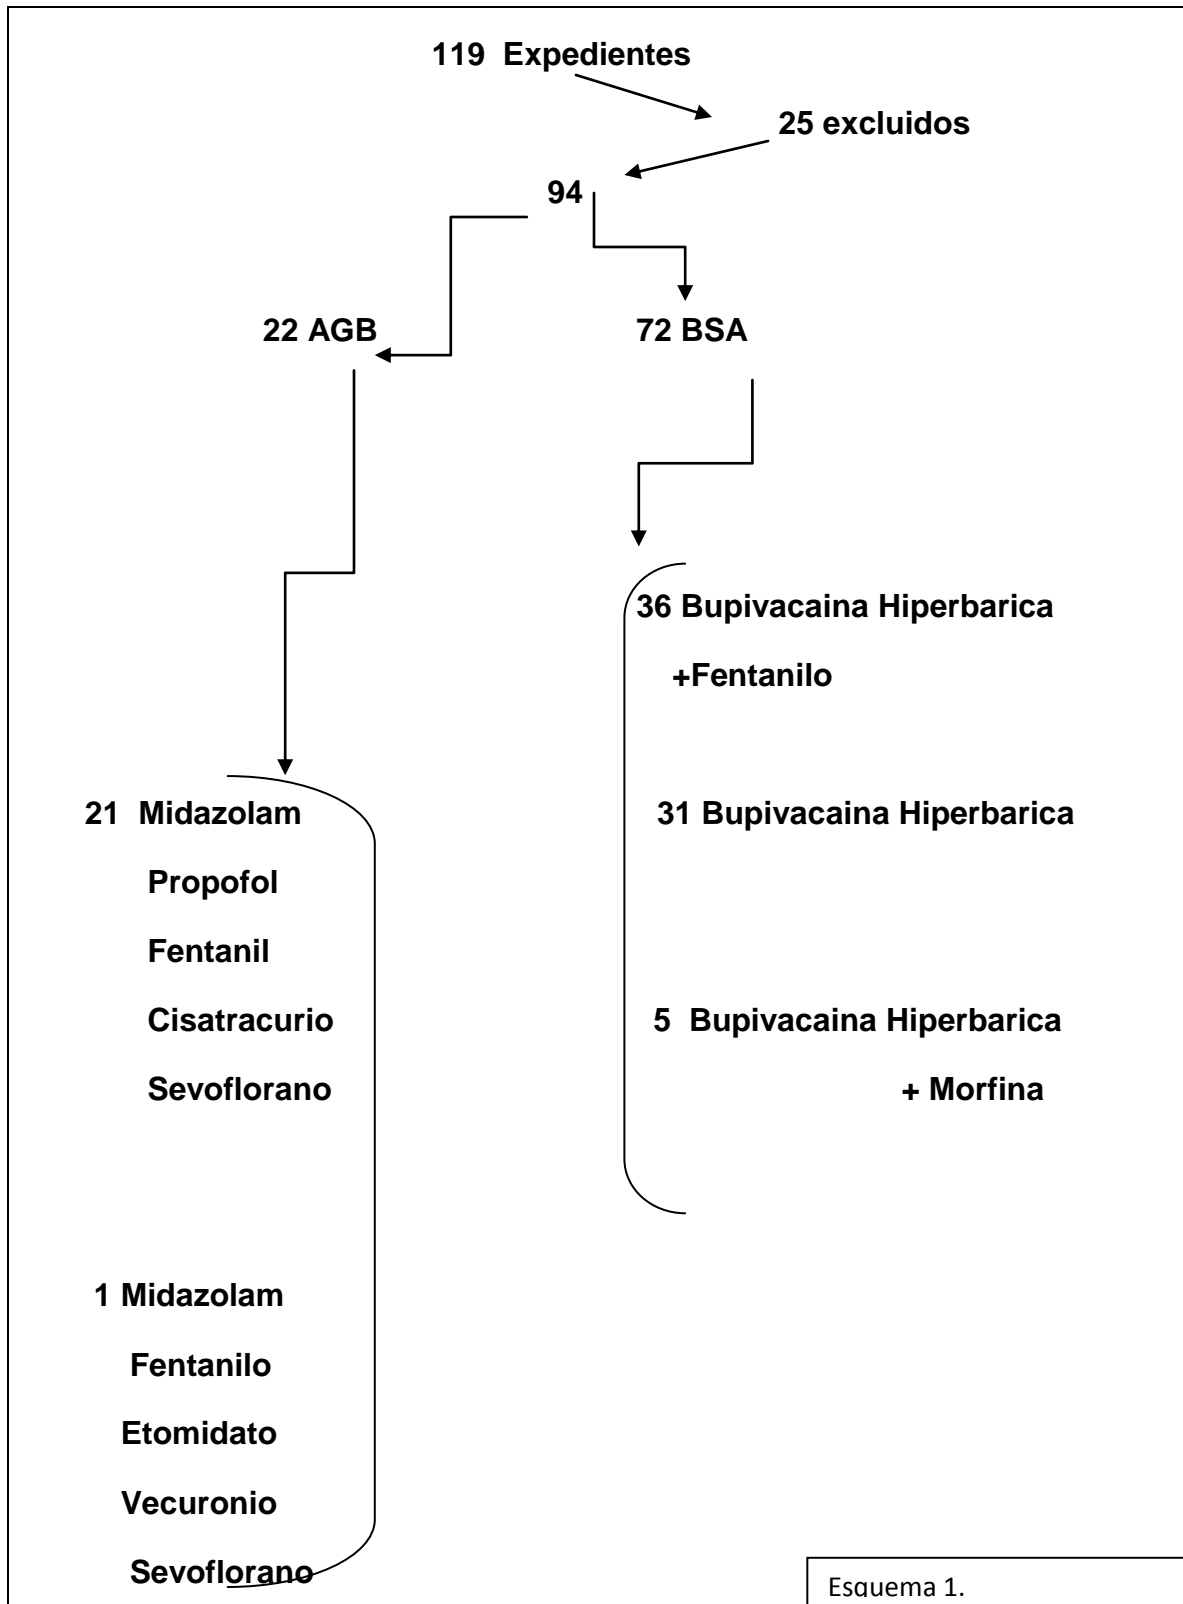 119 Expedientes
25 excluidos
94
22 AGB
72 BSA
36 Bupivacaina Hiperbarica
+Fentanilo
31 Bupivacaina Hiperbarica
5 Bupivacaina Hiperbarica
+ Morfina
21 Midazolam
Propofol
Fentanil
Cisatracurio
Sevoflorano
1 Midazolam
Fentanilo
Etomidato
Vecuronio
Sevoflorano
Esquema 1.